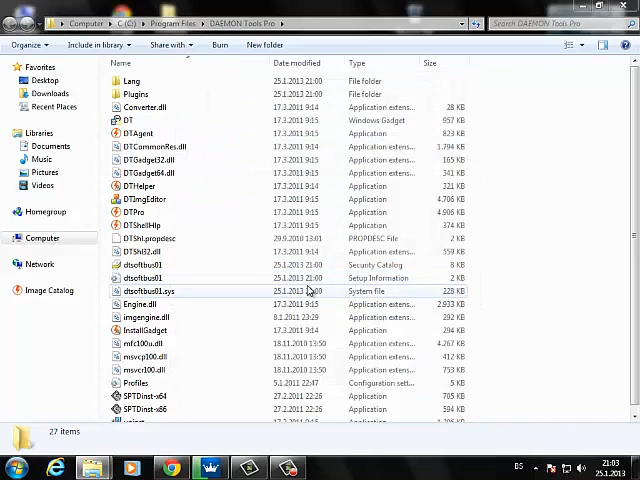 Computer ▸ C (C:) ▸ Program Files ▸ DAEMON Tools Pro ▸
Search DAEMON Tools Pro
Organize Include in library Share with Burn New folder
Name Date modified Type Size
Favorites
Desktop
Downloads
Recent Places
Libraries
Documents
Music
Pictures
Videos
Homegroup
Computer
Network
Image Catalog
Lang 25.1.2013 21:00 File folder
Plugins 25.1.2013 21:00 File folder
Converter.dll 17.3.2011 9:14 Application extens... 28 KB
DT 17.3.2011 9:15 Windows Gadget 957 KB
DTAgent 17.3.2011 9:15 Application 823 KB
DTCommonRes.dll 17.3.2011 9:14 Application extens... 1.794 KB
DTGadget32.dll 17.3.2011 9:15 Application extens... 165 KB
DTGadget64.dll 17.3.2011 9:15 Application extens... 341 KB
DTHelper 17.3.2011 9:14 Application 321 KB
DTImgEditor 17.3.2011 9:15 Application 4.706 KB
DTPro 17.3.2011 9:15 Application 4.906 KB
DTShellHlp 17.3.2011 9:15 Application 374 KB
DTShl.propdesc 29.9.2010 13:01 PROPDESC File 2 KB
DTShl32.dll 17.3.2011 9:14 Application extens... 559 KB
dtsoftbus01 25.1.2013 21:00 Security Catalog 8 KB
dtsoftbus01 25.1.2013 21:00 Setup Information 2 KB
dtsoftbus01.sys 25.1.2013 21:00 System file 228 KB
Engine.dll 17.3.2011 9:15 Application extens... 2.933 KB
imgengine.dll 8.1.2011 23:29 Application extens... 292 KB
InstallGadget 17.3.2011 9:14 Application 294 KB
mfc100u.dll 18.11.2010 13:50 Application extens... 4.267 KB
msvcp100.dll 18.11.2010 13:50 Application extens... 412 KB
msvcr100.dll 18.11.2010 13:50 Application extens... 753 KB
Profiles 5.1.2011 22:47 Configuration sett... 5 KB
SPTDinst-x64 27.2.2011 22:26 Application 705 KB
SPTDinst-x86 27.2.2011 22:26 Application 594 KB
27 items
BS
21:03
25.1.2013